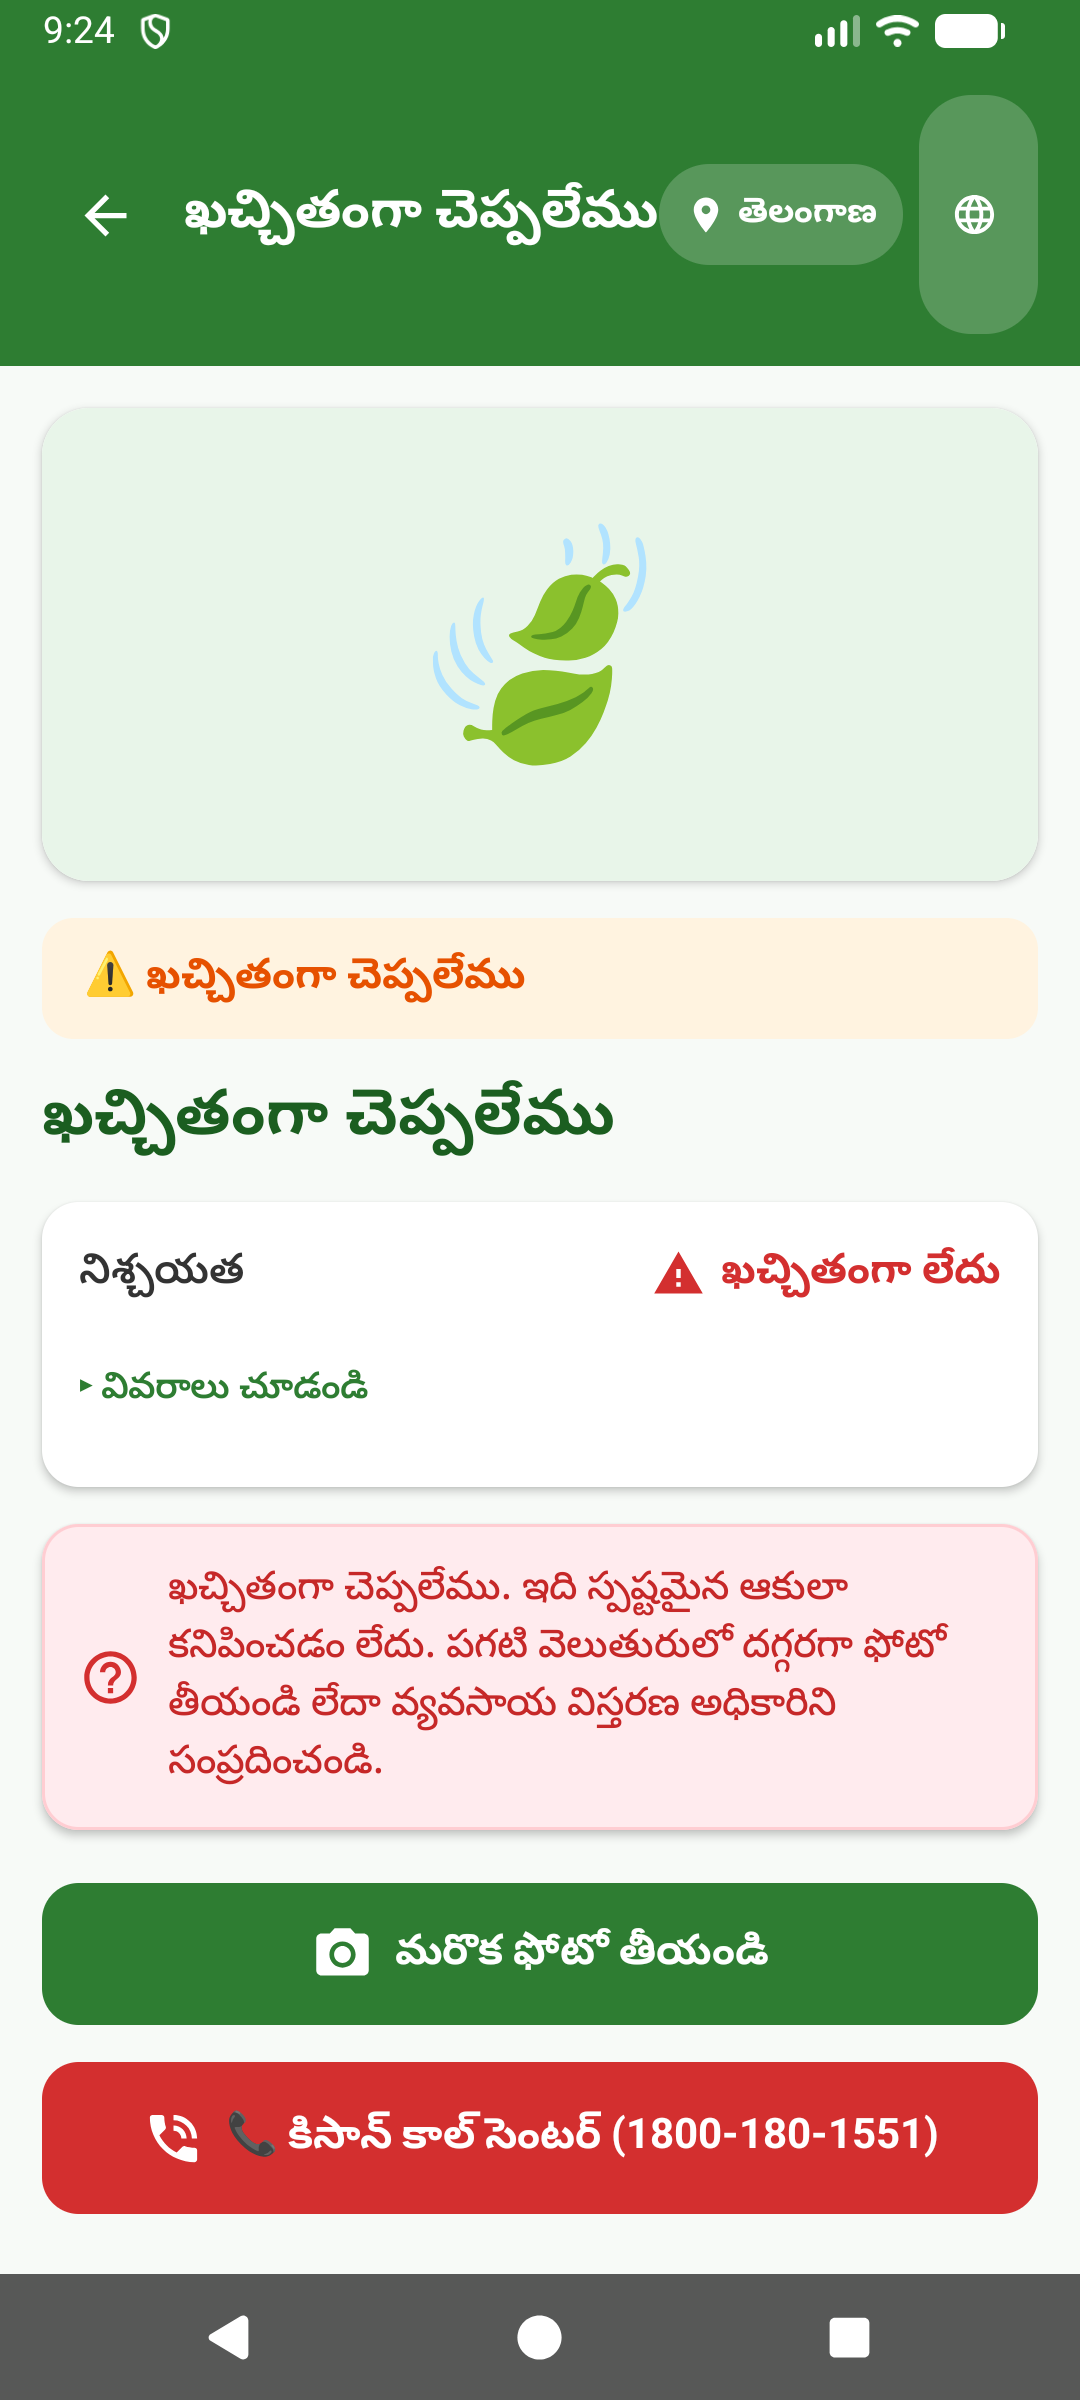 9:24
ఖచ్చితంగా చెప్పలేము
తెలంగాణ
⚠️ ఖచ్చితంగా చెప్పలేము
ఖచ్చితంగా చెప్పలేము
నిశ్చయత
ఖచ్చితంగా లేదు
▸ వివరాలు చూడండి
ఖచ్చితంగా చెప్పలేము. ఇది స్పష్టమైన ఆకులా
కనిపించడం లేదు. పగటి వెలుతురులో దగ్గరగా ఫోటో
తీయండి లేదా వ్యవసాయ విస్తరణ అధికారిని
సంప్రదించండి.
మరొక ఫోటో తీయండి
📞 కిసాన్ కాల్ సెంటర్ (1800-180-1551)